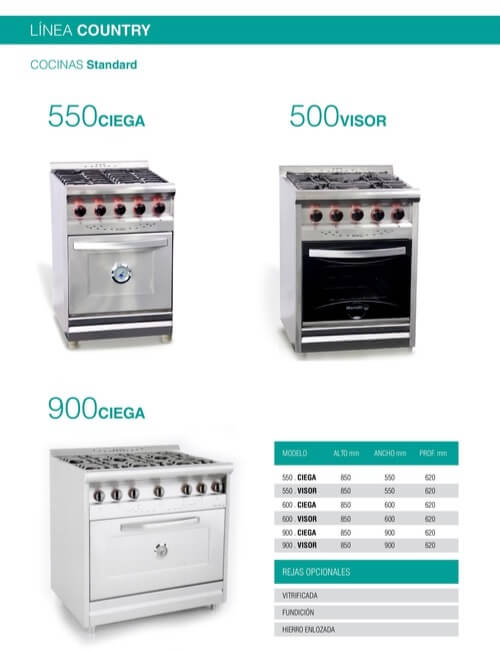 LÍNEA COUNTRY
COCINAS Standard
550CIEGA
500VISOR
900CIEGA
MODELO ALTO mm ANCHO mm PROF. mm
550 . CIEGA 850 550 620
550 . VISOR 850 550 620
600 . CIEGA 850 600 620
600 . VISOR 850 600 620
900 . CIEGA 850 900 620
900 . VISOR 850 900 620
REJAS OPCIONALES
VITRIFICADA
FUNDICIÓN
HIERRO ENLOZADA